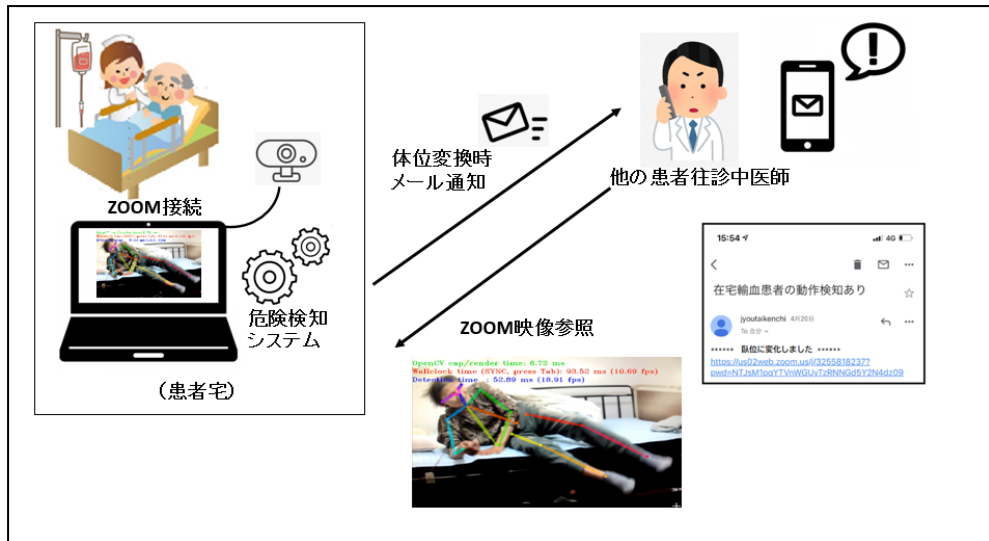 ZOOM接続
危険検知
システム
(患者宅)
体位変換時
メール通知
他の患者往診中医師
ZOOM映像参照
OpenCV cap/render time: 6.72 ms
Wallclock time (SYNC, press Tab): 93.52 ms (10.69 fps)
Detection time : 52.89 ms (18.91 fps)
15:54
4G
在宅輸血患者の動作検知あり
jyoutaikenchi 4月20日
To 自分
****** 臥位に変化しました ******
https://us02web.zoom.us/j/3255818237?
pwd=NTJsM1pqYTVnWGUvTzRNNGd5Y2N4dz09